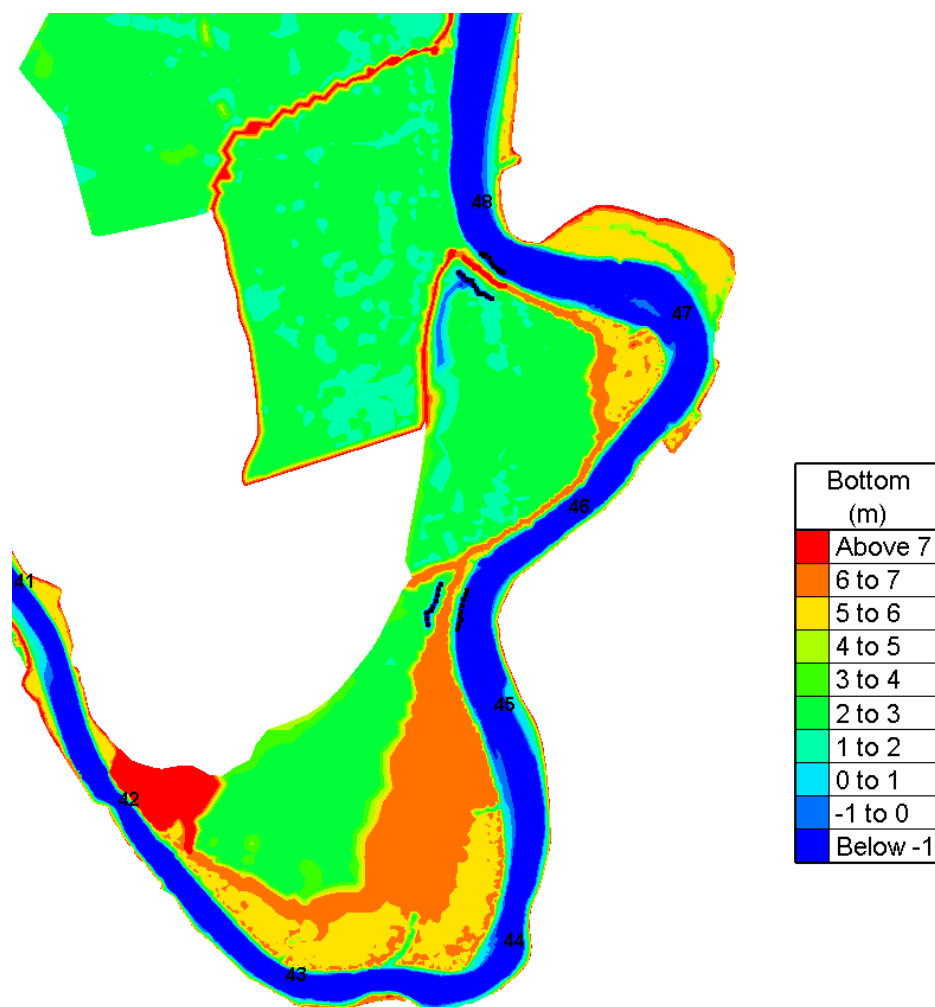 48
47
46
41
45
42
44
43
Bottom
(m)
Above 7
6 to 7
5 to 6
4 to 5
3 to 4
2 to 3
1 to 2
0 to 1
-1 to 0
Below -1